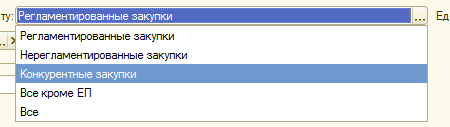 ту: Регламентированные закупки ... Ед
Регламентированные закупки
Нерегламентированные закупки
... Конкурентные закупки
Все кроме ЕП
Все